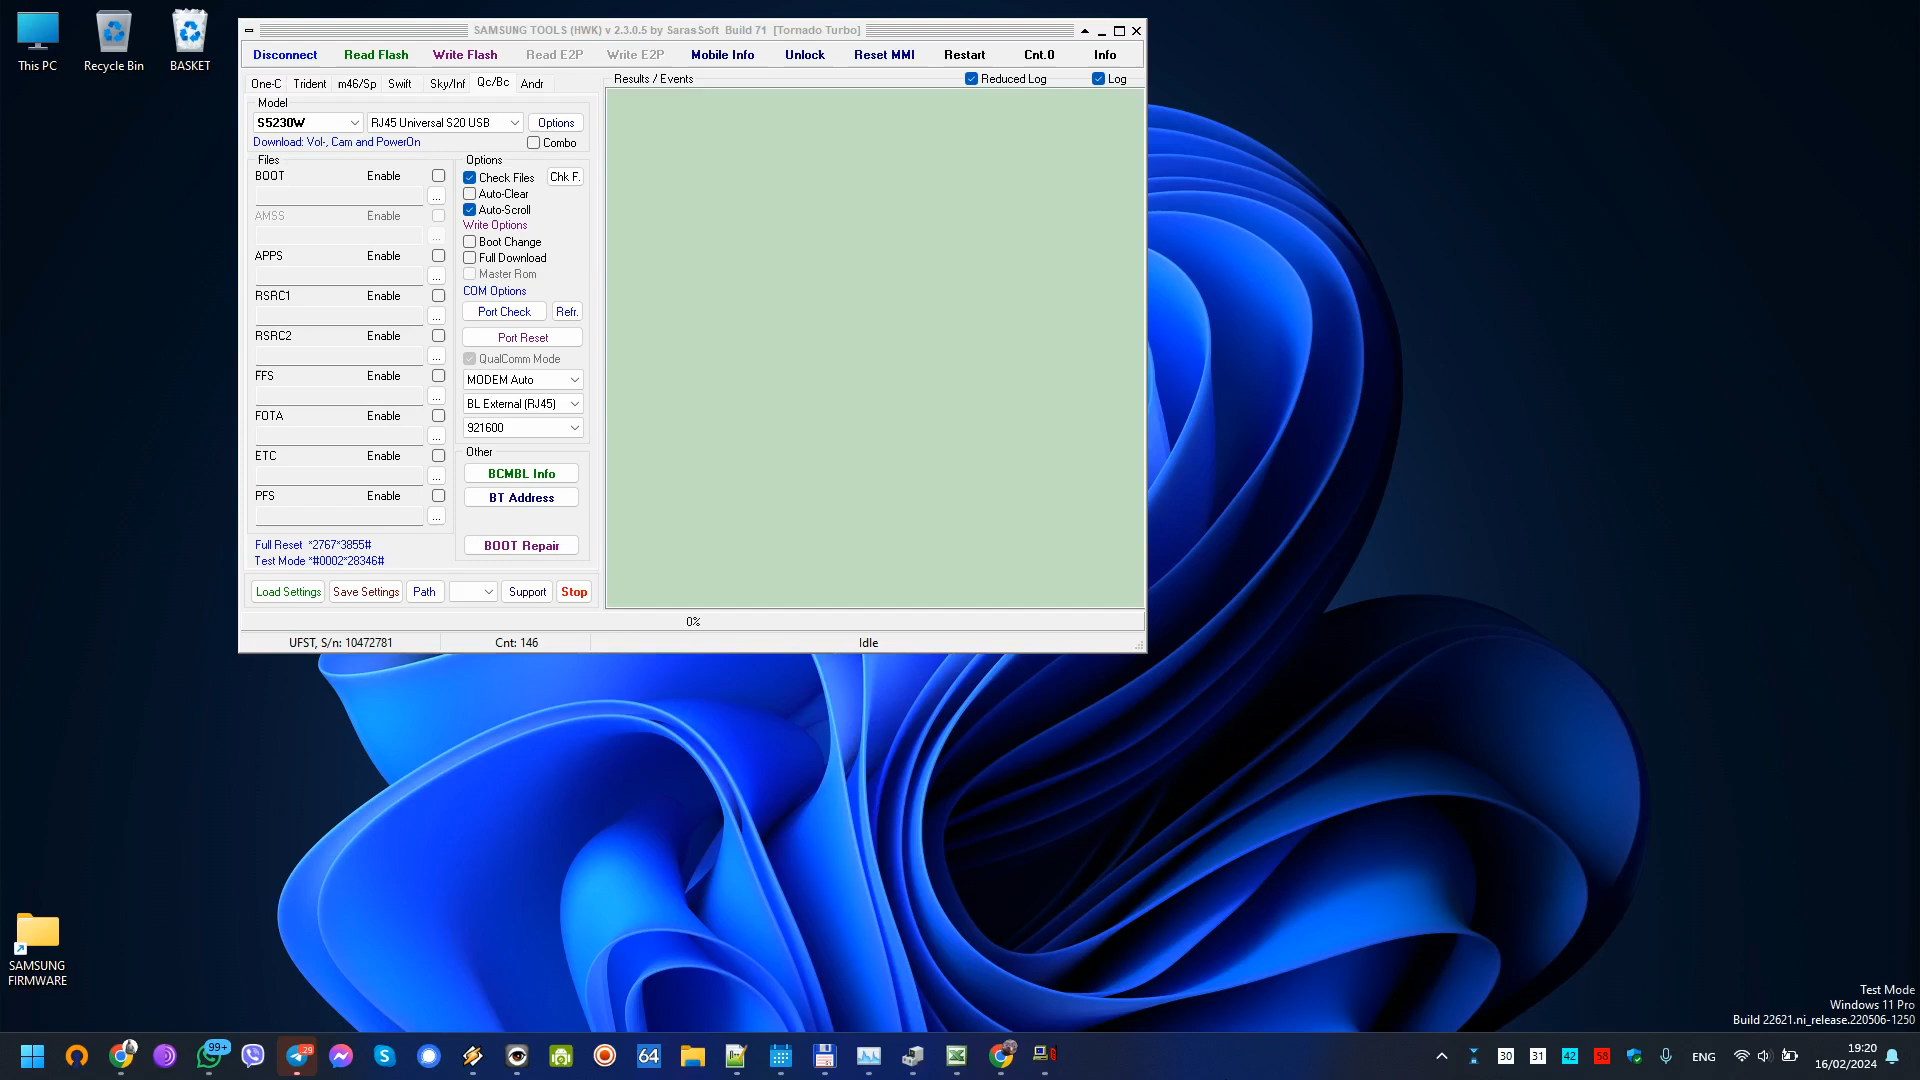 This PC
Recycle Bin
BASKET
SAMSUNG TOOLS (HWK) v 2.3.0.5 by SarasSoft Build 71 [Tornado Turbo]
Disconnect Read Flash Write Flash Read E2P Write E2P Mobile Info Unlock Reset MMI Restart Cnt.0 Info
One-C Trident m46/Sp Swift Sky/Inf Qc/Bc Andr
Results / Events
Reduced Log
Log
Model
S5230W
RJ45 Universal S20 USB
Options
Download: Vol-, Cam and PowerOn
Combo
Files
BOOT Enable
...
AMSS Enable
...
APPS Enable
...
RSRC1 Enable
...
RSRC2 Enable
...
FFS Enable
...
FOTA Enable
...
ETC Enable
...
PFS Enable
...
Full Reset *2767*3855#
Test Mode *#0002*28346#
Options
Check Files
Chk F.
Auto-Clear
Auto-Scroll
Write Options
Boot Change
Full Download
Master Rom
COM Options
Port Check
Refr.
Port Reset
QualComm Mode
MODEM Auto
BL External (RJ45)
921600
Other
BCMBL Info
BT Address
BOOT Repair
Load Settings
Save Settings
Path
Support
Stop
0%
UFST, S/n: 10472781
Cnt: 146
Idle
SAMSUNG
FIRMWARE
Test Mode
Windows 11 Pro
Build 22621.ni_release.220506-1250
99+
29
64
30
31
42
58
ENG
19:20
16/02/2024